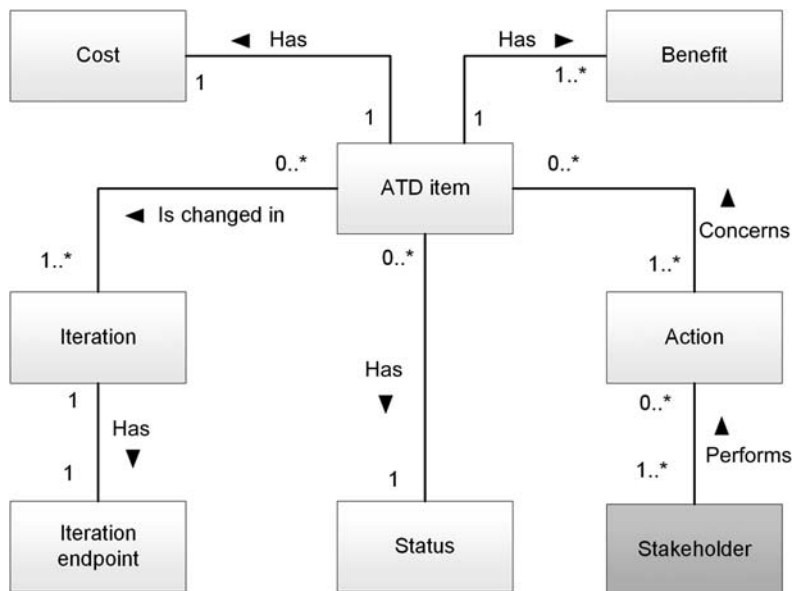 Has
Has
Cost
Benefit
1
1..*
1
1
0..*
ATD item
0..*
Is changed in
Concerns
1..*
0..*
1..*
Iteration
Action
Has
1
0..*
Has
Performs
1
1
1..*
Iteration
endpoint
Status
Stakeholder